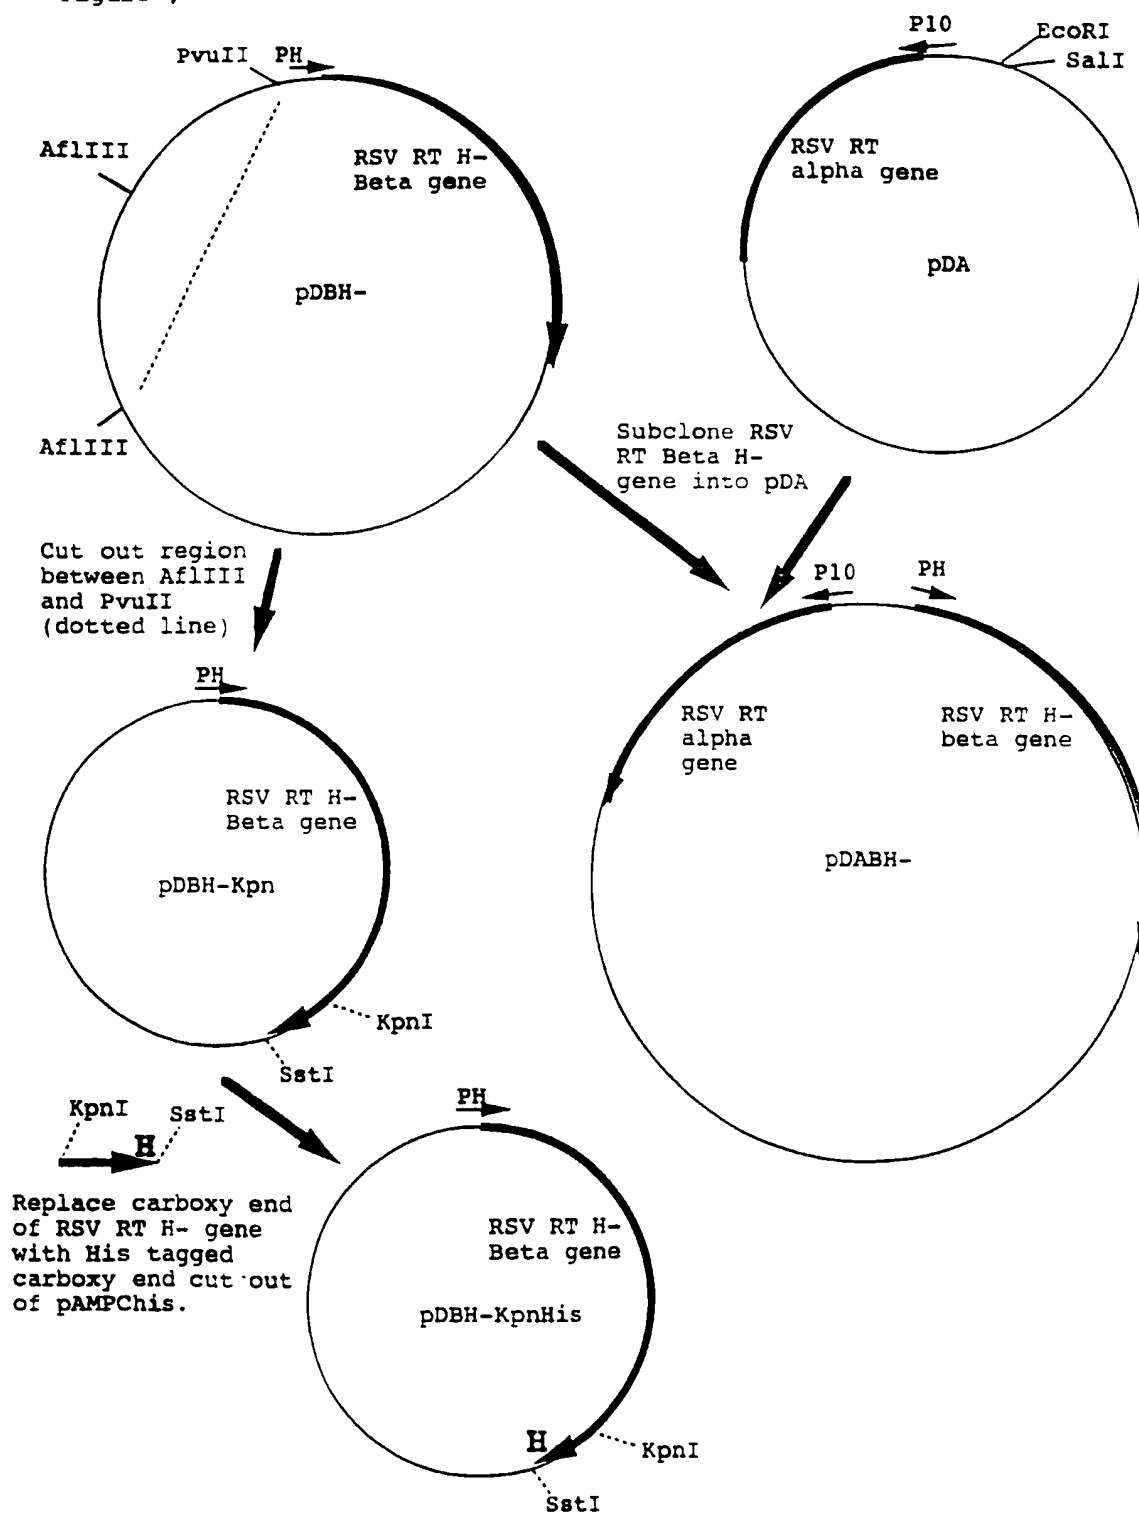 P10
EcoRI
SalI
PvuII
PH
AflIII
RSV RT H-
Beta gene
RSV RT
alpha gene
pDBH-
pDA
AflIII
Subclone RSV
RT Beta H-
gene into pDA
Cut out region
between AflIII
and PvuII
(dotted line)
P10
PH
PH
RSV RT
alpha
gene
RSV RT H-
beta gene
RSV RT H-
Beta gene
pDABH-
pDBH-Kpn
KpnI
SstI
KpnI
SstI
H
PH
Replace carboxy end
of RSV RT H- gene
with His tagged
carboxy end cut out
of pAMPChis.
RSV RT H-
Beta gene
pDBH-KpnHis
H
KpnI
SstI